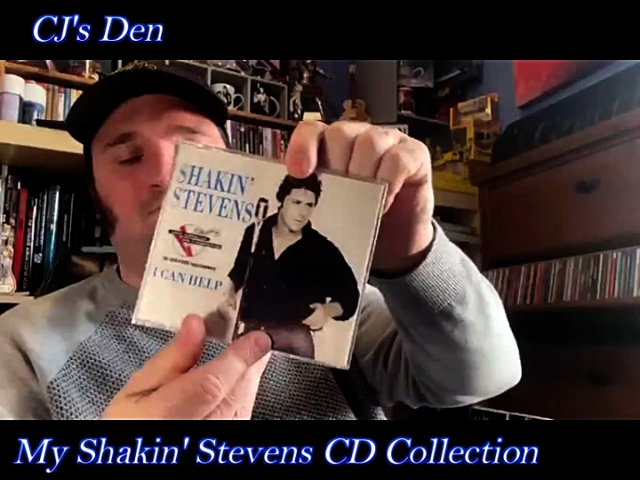 CJ's Den
SHAKIN'
STEVENS
I CAN HELP
My Shakin' Stevens CD Collection